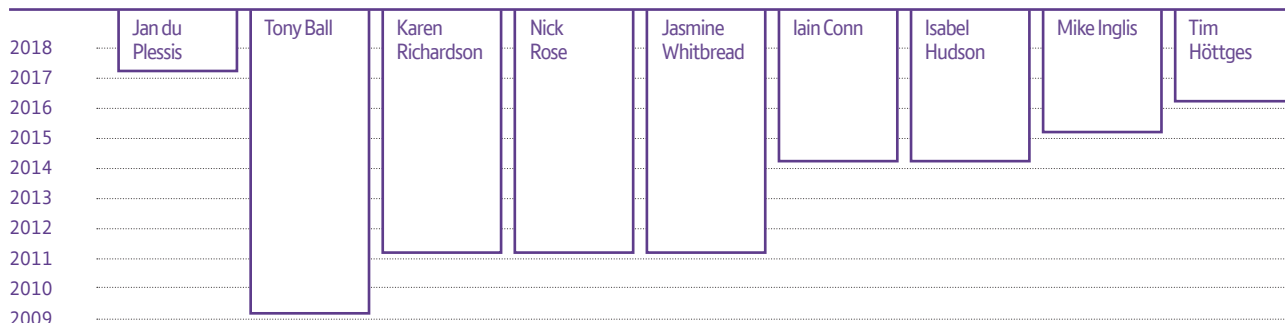 Jan du
Plessis
Tony Ball
Karen
Richardson
Nick
Rose
Jasmine
Whitbread
Iain Conn
Isabel
Hudson
Mike Inglis
Tim
Höttges
2018
2017
2016
2015
2014
2013
2012
2011
2010
2009